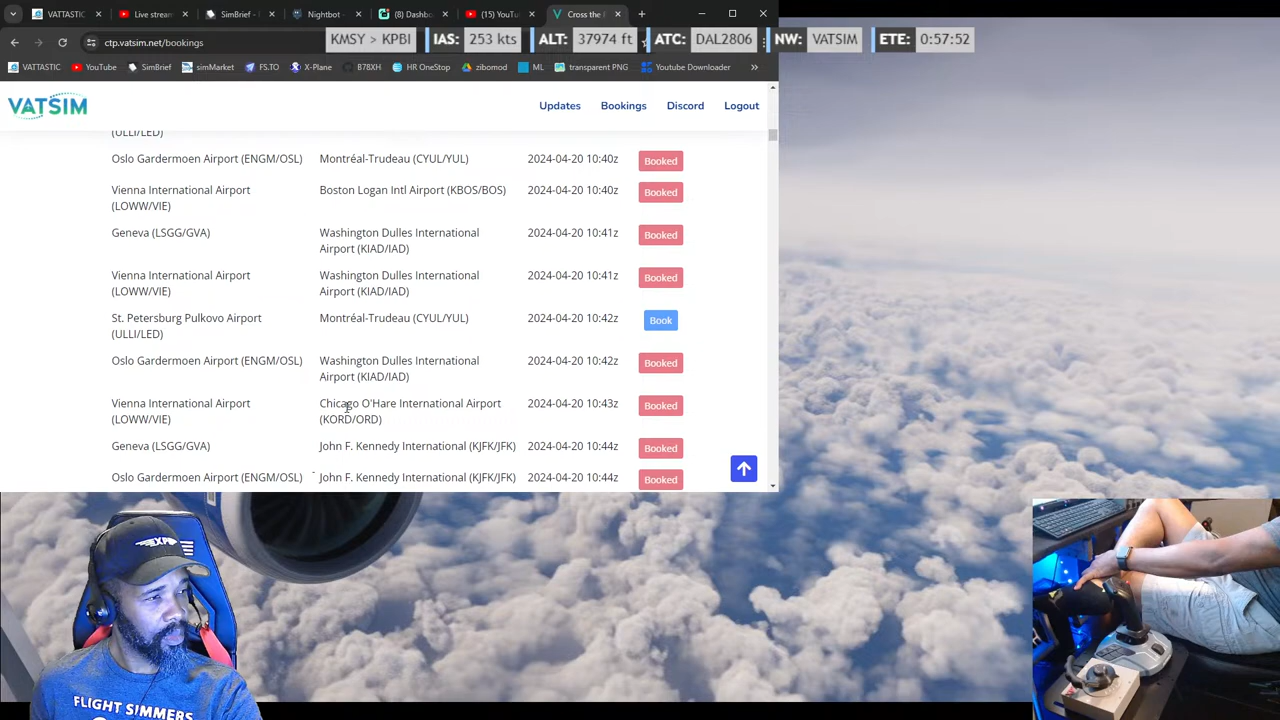 VATTASTIC
Live stream
SimBrief -
Nightbot -
(8) Dashb
(15) YouTu
Cross the
ctp.vatsim.net/bookings
KMSY > KPBI
IAS: 253 kts
ALT: 37974 ft
ATC: DAL2806
NW: VATSIM
ETE: 0:57:52
VATTASTIC
YouTube
SimBrief
simMarket
FS.TO
X-Plane
B78XH
HR OneStop
zibomod
ML
transparent PNG
Youtube Downloader
VATSIM
Updates
Bookings
Discord
Logout
(ULLI/LED)
Oslo Gardermoen Airport (ENGM/OSL) Montréal-Trudeau (CYUL/YUL) 2024-04-20 10:40z Booked
Vienna International Airport Boston Logan Intl Airport (KBOS/BOS) 2024-04-20 10:40z Booked
(LOWW/VIE)
Geneva (LSGG/GVA) Washington Dulles International 2024-04-20 10:41z Booked
Airport (KIAD/IAD)
Vienna International Airport Washington Dulles International 2024-04-20 10:41z Booked
(LOWW/VIE) Airport (KIAD/IAD)
St. Petersburg Pulkovo Airport Montréal-Trudeau (CYUL/YUL) 2024-04-20 10:42z Book
(ULLI/LED)
Oslo Gardermoen Airport (ENGM/OSL) Washington Dulles International 2024-04-20 10:42z Booked
Airport (KIAD/IAD)
Vienna International Airport Chicago O'Hare International Airport 2024-04-20 10:43z Booked
(LOWW/VIE) (KORD/ORD)
Geneva (LSGG/GVA) John F. Kennedy International (KJFK/JFK) 2024-04-20 10:44z Booked
Oslo Gardermoen Airport (ENGM/OSL) John F. Kennedy International (KJFK/JFK) 2024-04-20 10:44z Booked
FLIGHT SIMMERS